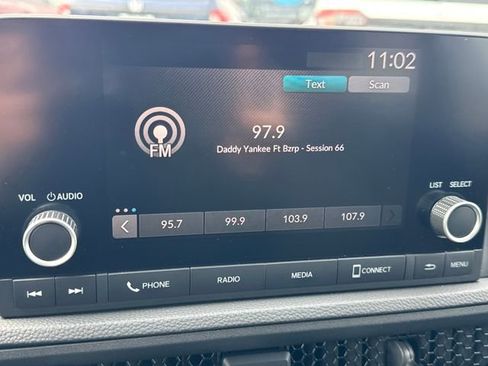 11:02
Text Scan
FM
97.9
Daddy Yankee Ft Bzrp - Session 66
VOL AUDIO
LIST SELECT
95.7 99.9 103.9 107.9
PHONE RADIO MEDIA CONNECT MENU